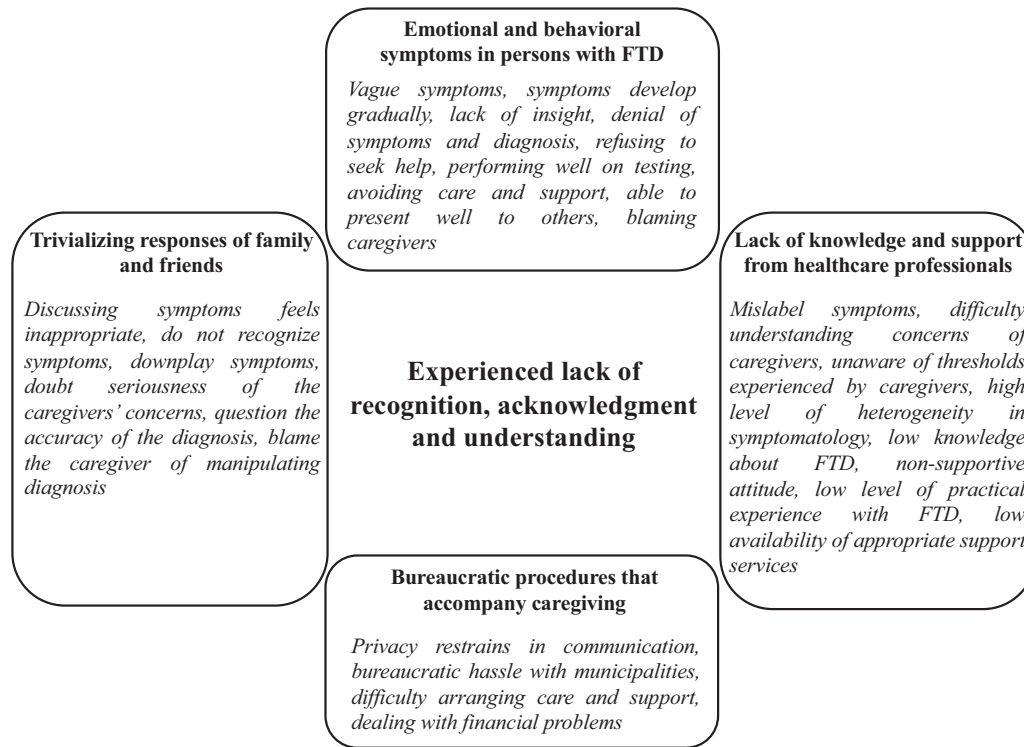 Emotional and behavioral
symptoms in persons with FTD
Vague symptoms, symptoms develop
gradually, lack of insight, denial of
symptoms and diagnosis, refusing to
seek help, performing well on testing,
avoiding care and support, able to
present well to others, blaming
caregivers
Trivializing responses of family
and friends
Discussing symptoms feels
inappropriate, do not recognize
symptoms, downplay symptoms,
doubt seriousness of the
caregivers’ concerns, question the
accuracy of the diagnosis, blame
the caregiver of manipulating
diagnosis
Experienced lack of
recognition, acknowledgment
and understanding
Lack of knowledge and support
from healthcare professionals
Mislabel symptoms, difficulty
understanding concerns of
caregivers, unaware of thresholds
experienced by caregivers, high
level of heterogeneity in
symptomatology, low knowledge
about FTD, non-supportive
attitude, low level of practical
experience with FTD, low
availability of appropriate support
services
Bureaucratic procedures that
accompany caregiving
Privacy restrains in communication,
bureaucratic hassle with municipalities,
difficulty arranging care and support,
dealing with financial problems